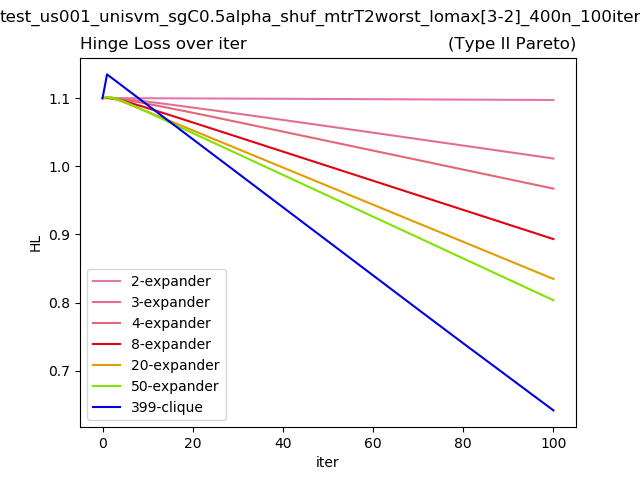 test_us001_unisvm_sgC0.5alpha_shuf_mtrT2worst_lomax[3-2]_400n_100iter
Hinge Loss over iter
(Type II Pareto)
1.1
1.0
0.9
0.8
0.7
HL
2-expander
3-expander
4-expander
8-expander
20-expander
50-expander
399-clique
0 20 40 60 80 100
iter